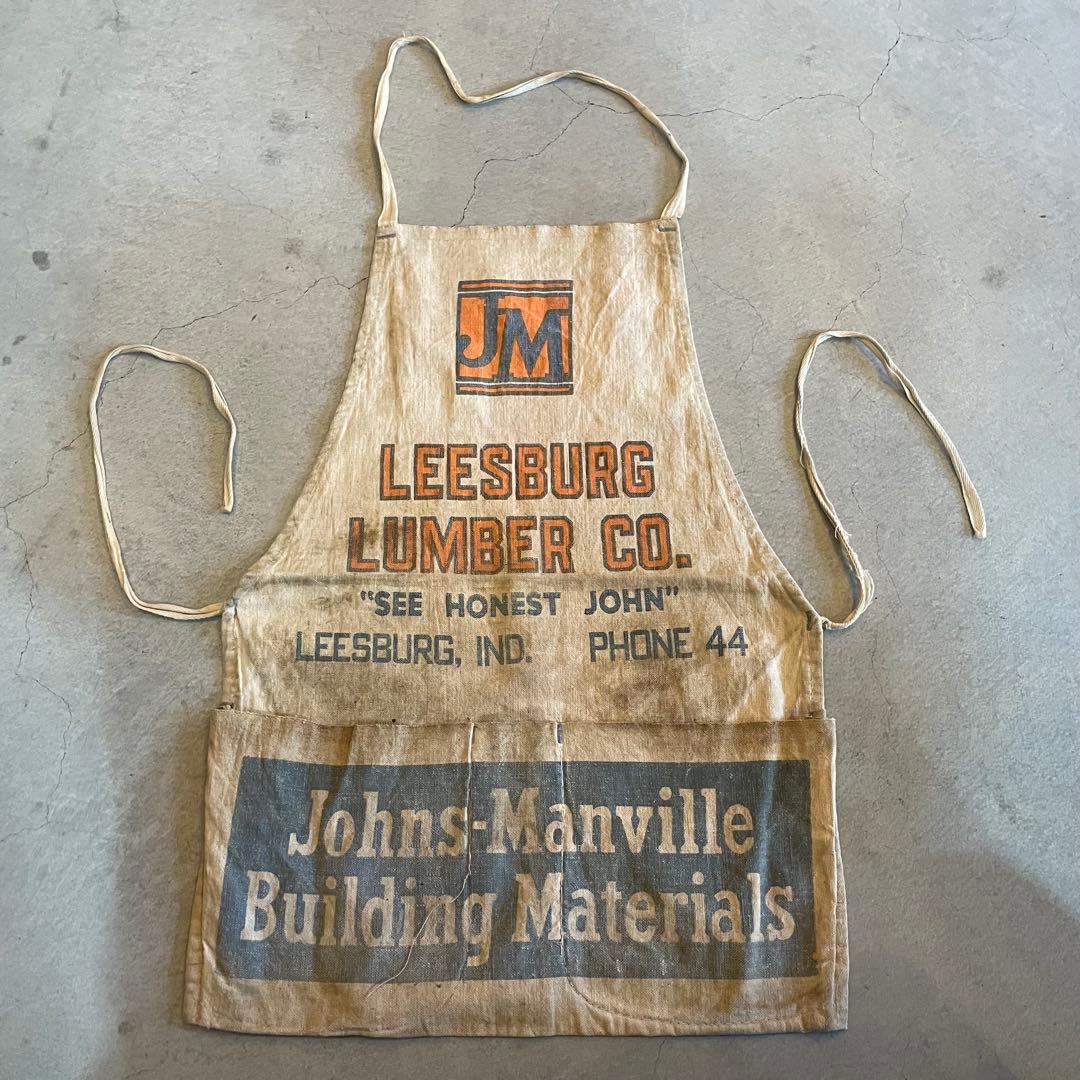 JM
LEESBURG
LUMBER CO.
"SEE HONEST JOHN"
LEESBURG, IND. PHONE 44
Johns-Manville
Building Materials